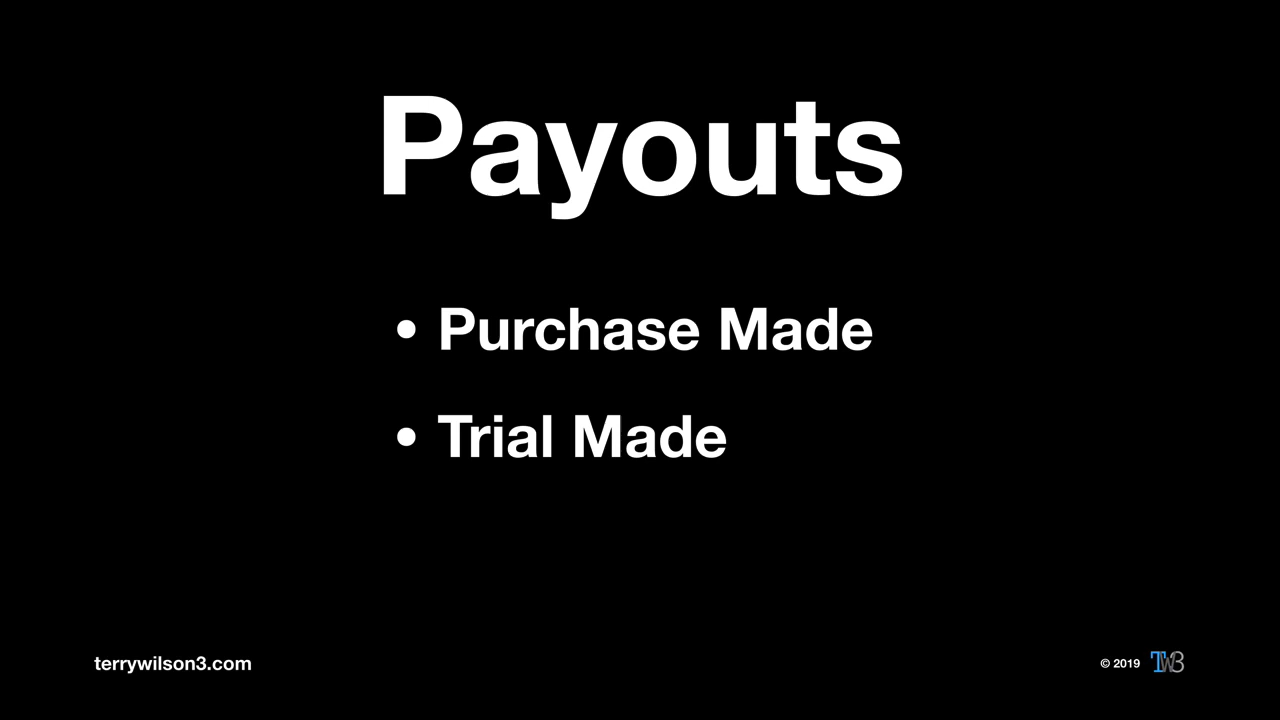 Payouts
• Purchase Made
• Trial Made
terrywilson3.com
© 2019 TW3